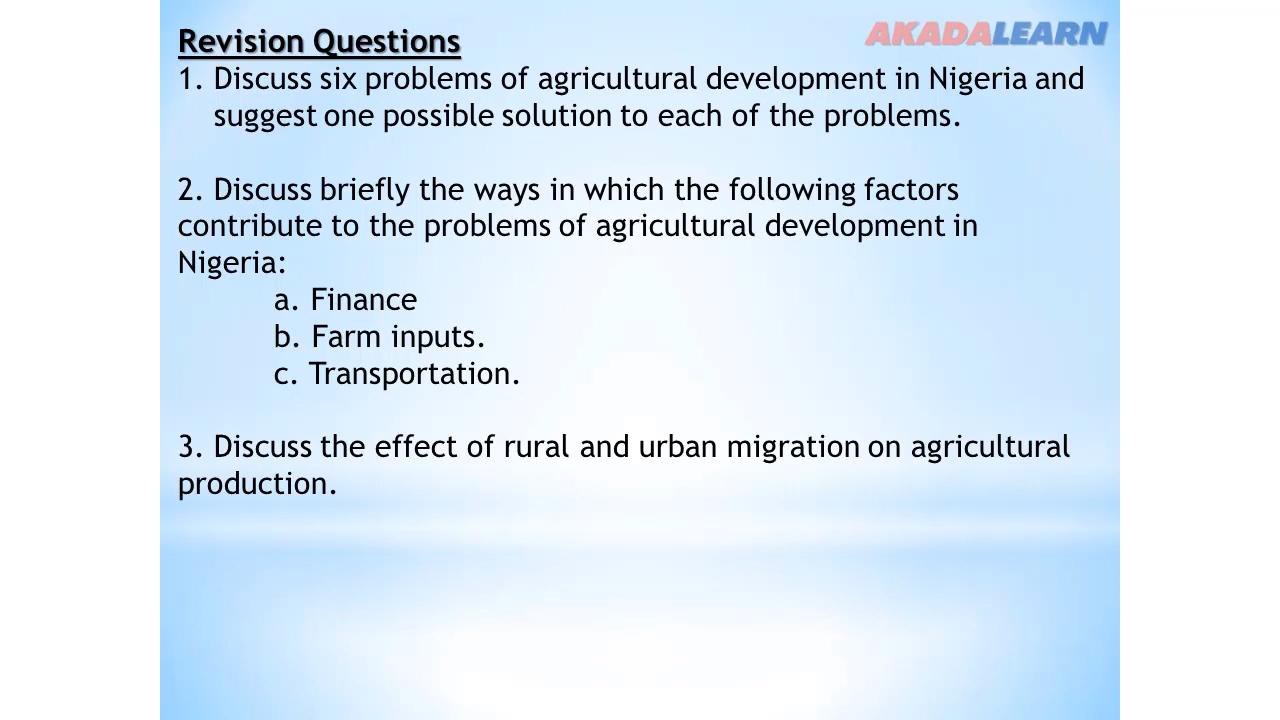 Revision Questions
AKADALEARN
1. Discuss six problems of agricultural development in Nigeria and
suggest one possible solution to each of the problems.
2. Discuss briefly the ways in which the following factors
contribute to the problems of agricultural development in
Nigeria:
a. Finance
b. Farm inputs.
c. Transportation.
3. Discuss the effect of rural and urban migration on agricultural
production.